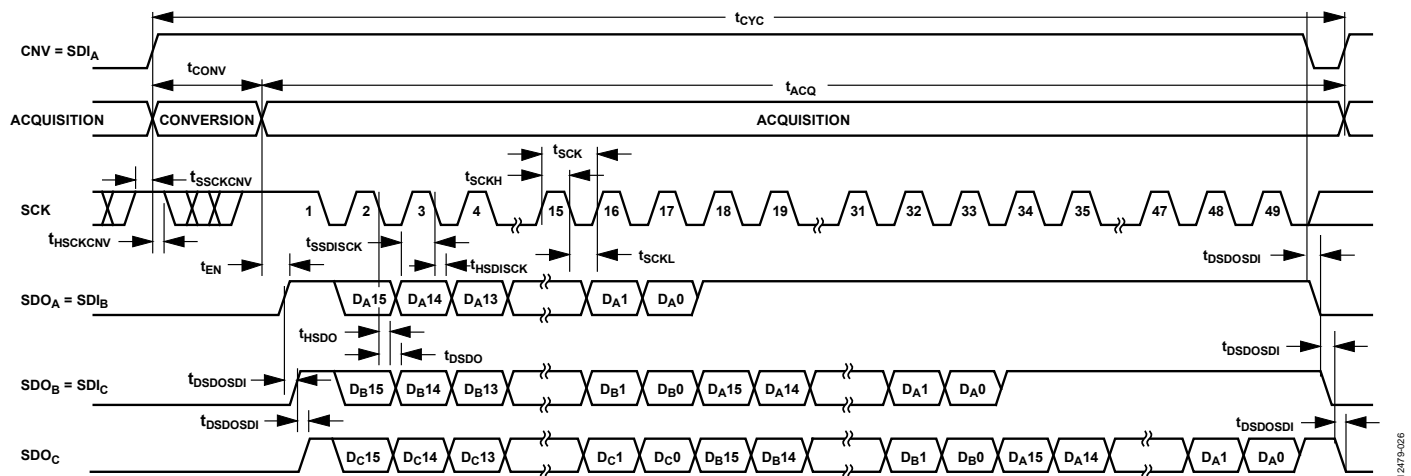 tCYC
CNV = SDIA
tCONV
tACQ
ACQUISITION
CONVERSION
ACQUISITION
tSCK
tSSCKCNV
tSCKH
SCK
1 2 3 4 15 16 17 18 19 31 32 33 34 35 47 48 49
tHSCKCNV
tSSDISCK
tEN
tHSDISCK
tSCKL
tDSDOSDI
SDOA = SDIB
DA15 DA14 DA13 DA1 DA0
tHSDO
tDSDO
tDSDOSDI
tDSDOSDI
SDOB = SDIC
DB15 DB14 DB13 DB1 DB0 DA15 DA14 DA1 DA0
tDSDOSDI
tDSDOSDI
SDOC
DC15 DC14 DC13 DC1 DC0 DB15 DB14 DB1 DB0 DA15 DA14 DA1 DA0
12479-026